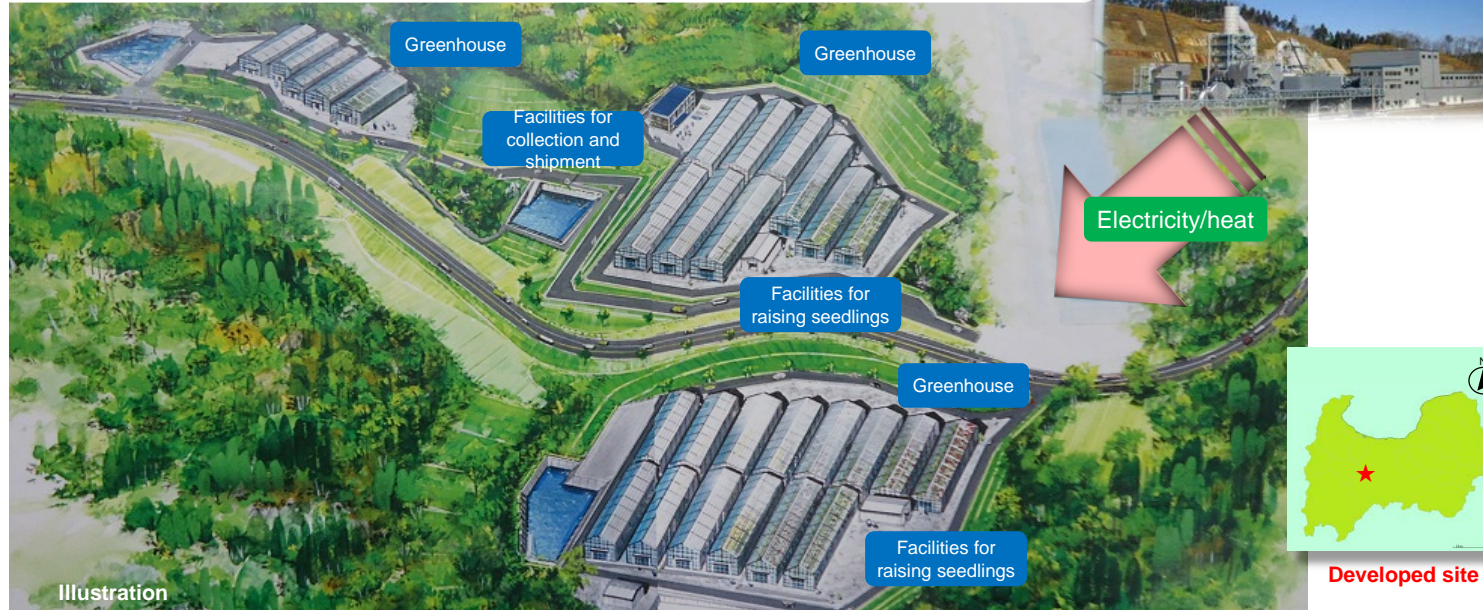 Greenhouse
Greenhouse
Facilities for
collection and
shipment
Electricity/heat
Facilities for
raising seedlings
Greenhouse
Facilities for
raising seedlings
Illustration
Developed site